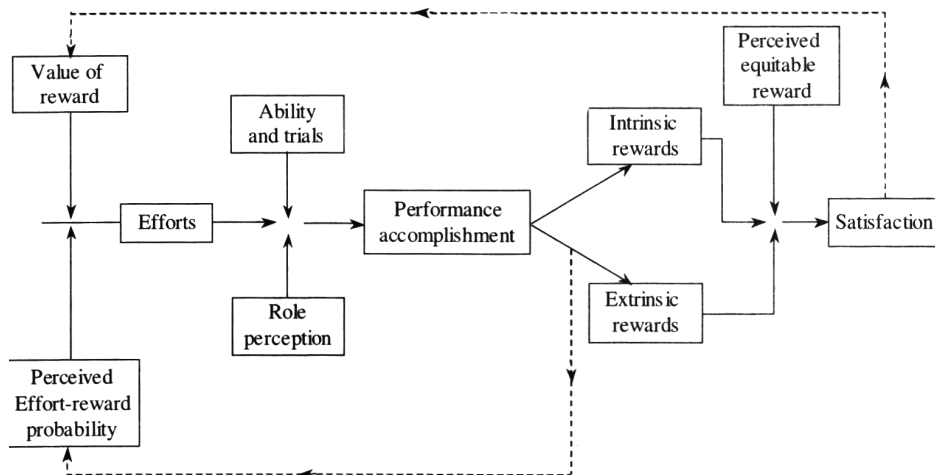 Value of
reward
Perceived
equitable
reward
Ability
and trials
Intrinsic
rewards
Efforts
Performance
accomplishment
Satisfaction
Role
perception
Extrinsic
rewards
Perceived
Effort-reward
probability